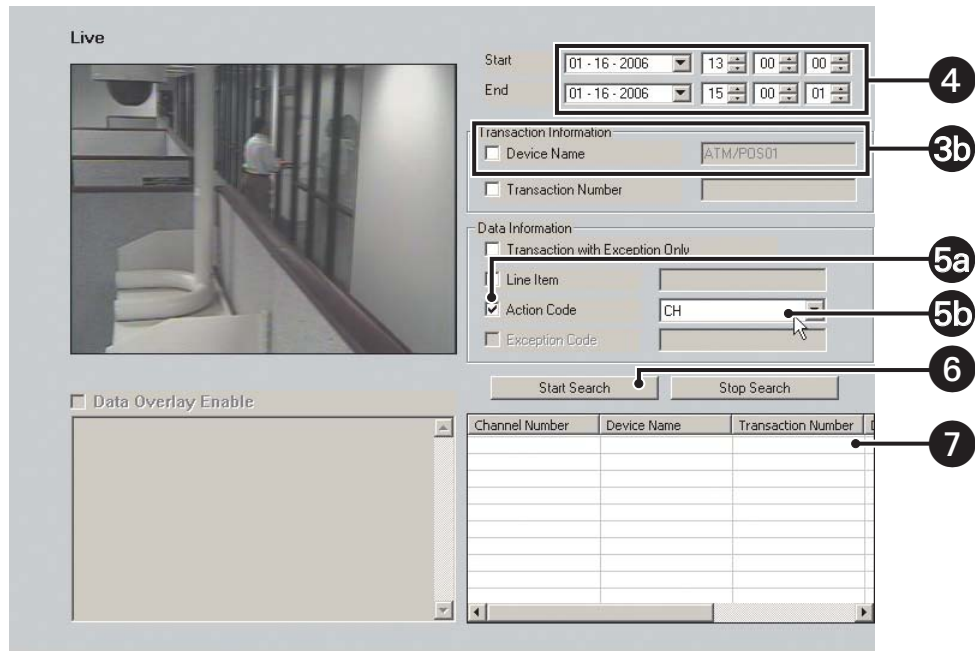 Live
Start 01 - 16 - 2006 13 00 00
End 01 - 16 - 2006 15 00 01
4
Transaction Information
Device Name ATM/POS01
3b
Transaction Number
Data Information
Transaction with Exception Only
5a
Line Item
Action Code CH
5b
Exception Code
Start Search Stop Search
6
Data Overlay Enable
Channel Number Device Name Transaction Number
7